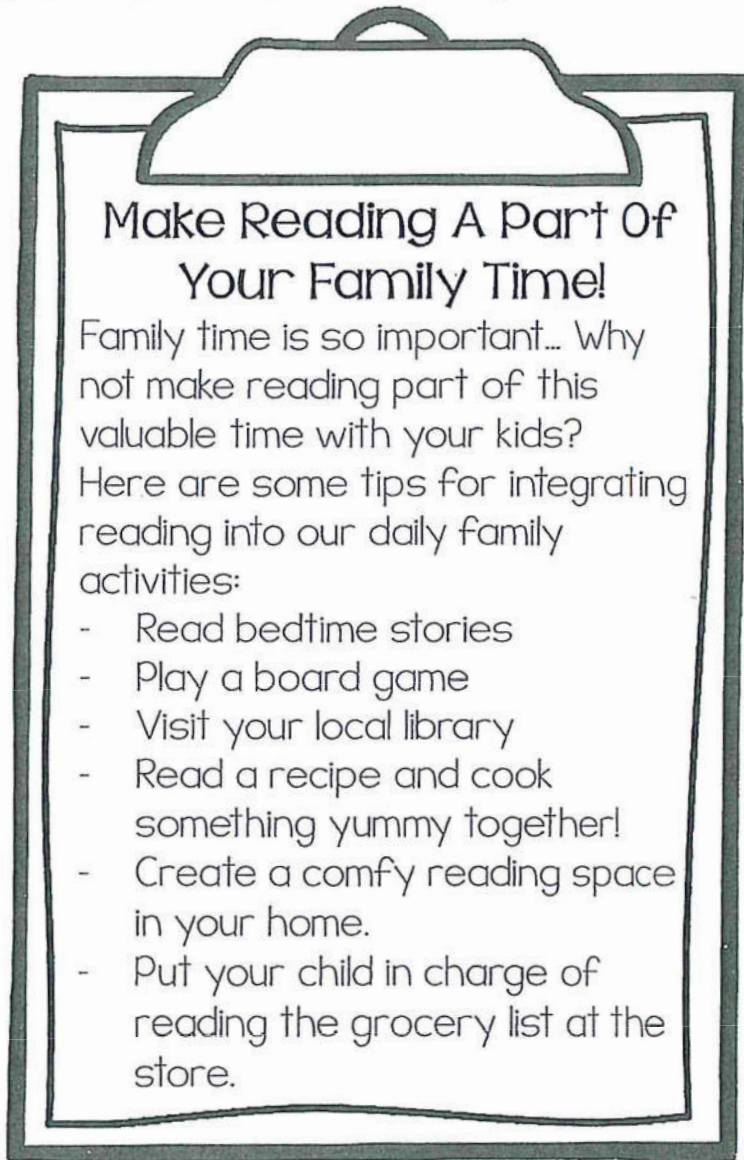 Make Reading A Part Of
Your Family Time!
Family time is so important... Why
not make reading part of this
valuable time with your kids?
Here are some tips for integrating
reading into our daily family
activities:
- Read bedtime stories
- Play a board game
- Visit your local library
- Read a recipe and cook
something yummy together!
- Create a comfy reading space
in your home.
- Put your child in charge of
reading the grocery list at the
store.